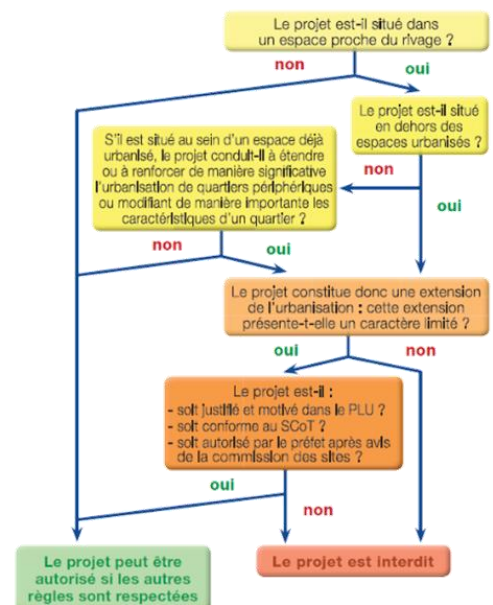 Le projet est-il situé dans
un espace proche du rivage ?
non
oui
Le projet est-il situé
en dehors des
espaces urbanisés ?
S'il est situé au sein d'un espace déjà
urbanisé, le projet conduit-il à étendre
ou à renforcer de manière significative
l'urbanisation de quartiers périphériques
ou modifiant de manière importante les
caractéristiques d'un quartier ?
non
oui
non
oui
Le projet constitue donc une extension
de l'urbanisation : cette extension
présente-t-elle un caractère limité ?
oui
non
Le projet est-il :
- soit justifié et motivé dans le PLU ?
- soit conforme au SCoT ?
- soit autorisé par le préfet après avis
de la commission des sites ?
oui
non
Le projet peut être
autorisé si les autres
règles sont respectées
Le projet est interdit